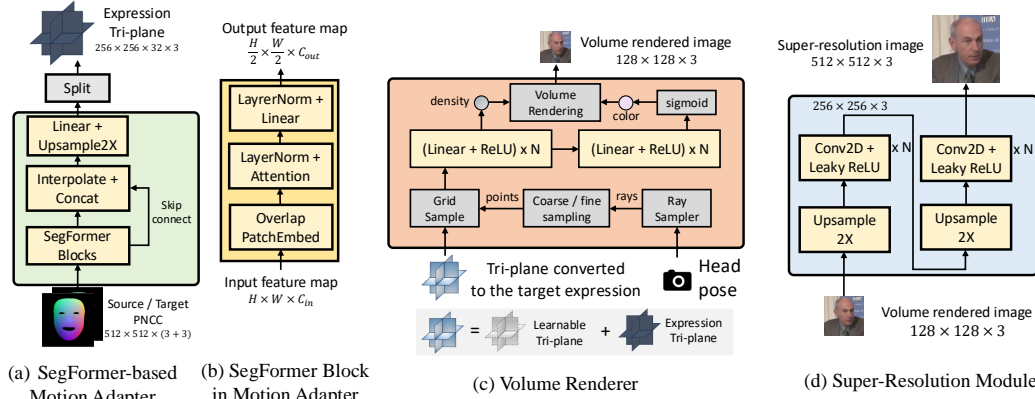 Expression
Tri-plane
256 × 256 × 32 × 3
Split
Linear +
Upsample2X
Interpolate +
Concat
Skip
connect
SegFormer
Blocks
Source / Target
PNCC
512 × 512 × (3 + 3)
(a) SegFormer-based
Motion Adapter
Output feature map
H/2 × W/2 × C_out
LayrerNorm +
Linear
LayerNorm +
Attention
Overlap
PatchEmbed
Input feature map
H × W × C_in
(b) SegFormer Block
in Motion Adapter
Volume rendered image
128 × 128 × 3
density
Volume
Rendering
color
sigmoid
(Linear + ReLU) x N
(Linear + ReLU) x N
Grid
Sample
points
Coarse / fine
sampling
rays
Ray
Sampler
Tri-plane converted
to the target expression
Head
pose
=
Learnable
Tri-plane
+
Expression
Tri-plane
(c) Volume Renderer
Super-resolution image
512 × 512 × 3
256 × 256 × 3
Conv2D +
Leaky ReLU
x N
Conv2D +
Leaky ReLU
x N
Upsample
2X
Upsample
2X
Volume rendered image
128 × 128 × 3
(d) Super-Resolution Module